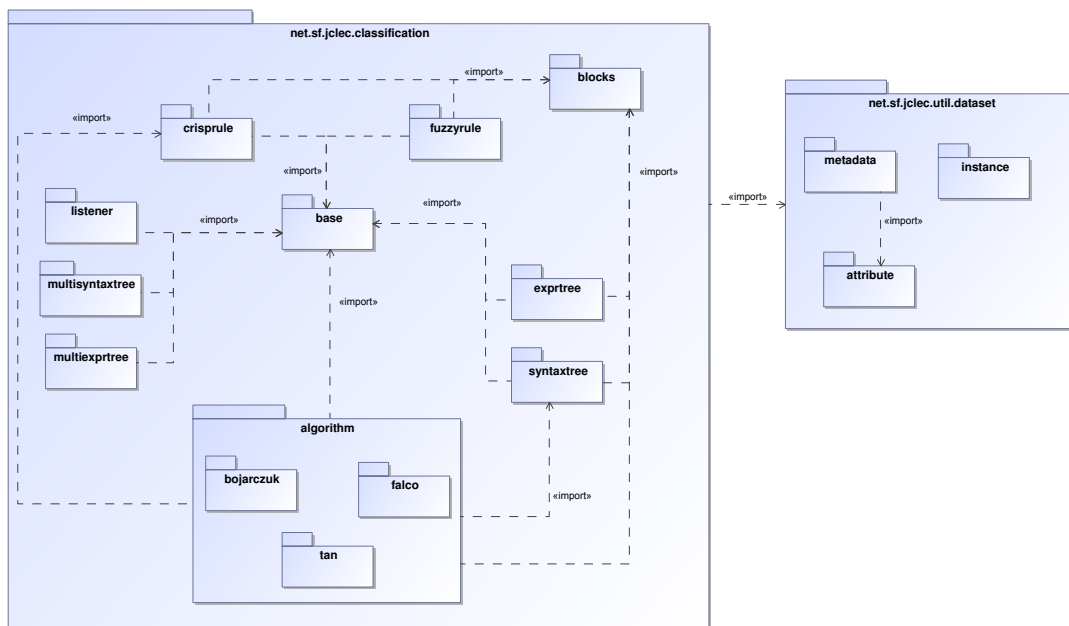 net.sf.jclec.classification
«import»
blocks
«import»
crisprule
fuzzyrule
«import»
«import»
listener
«import»
base
«import»
multisyntaxtree
«import»
exprtree
multiexprtree
syntaxtree
algorithm
bojarczuk
falco
«import»
tan
«import»
net.sf.jclec.util.dataset
metadata
instance
«import»
attribute